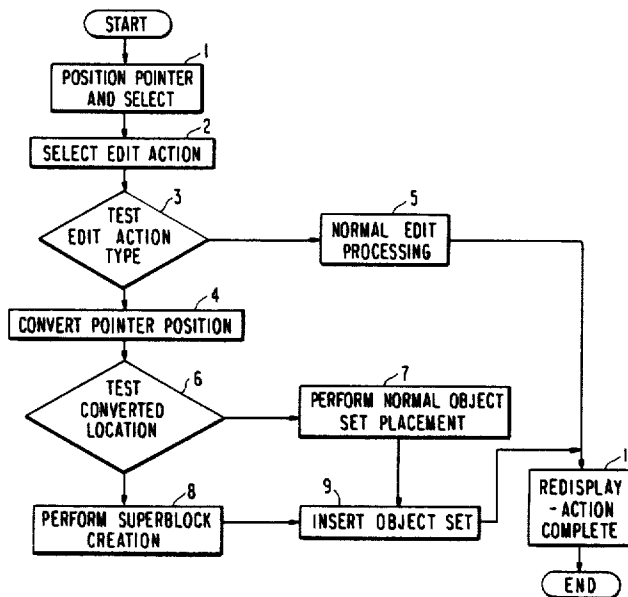 START
1
POSITION POINTER
AND SELECT
2
SELECT EDIT ACTION
3
TEST
EDIT ACTION
TYPE
5
NORMAL EDIT
PROCESSING
4
CONVERT POINTER POSITION
6
TEST
CONVERTED
LOCATION
7
PERFORM NORMAL OBJECT
SET PLACEMENT
8
PERFORM SUPERBLOCK
CREATION
9
INSERT OBJECT SET
1
REDISPLAY
- ACTION
COMPLETE
END